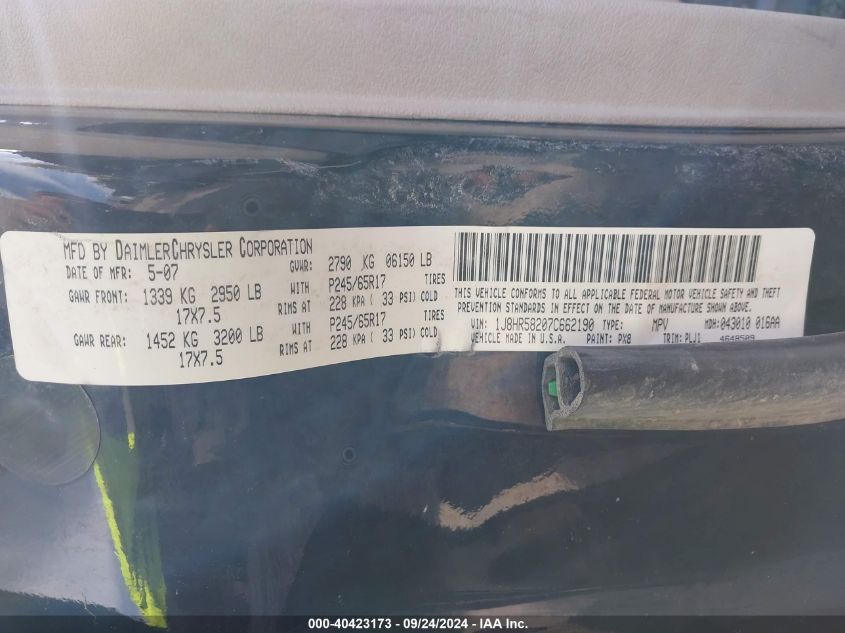 MFD BY DAIMLERCHRYSLER CORPORATION
DATE OF MFR: 5-07 GVWR: 2790 KG 06150 LB
GAWR FRONT: 1339 KG 2950 LB WITH P245/65R17 TIRES
17X7.5 RIMS AT 228 KPA ( 33 PSI) COLD
GAWR REAR: 1452 KG 3200 LB WITH P245/65R17 TIRES
17X7.5 RIMS AT 228 KPA ( 33 PSI) COLD
THIS VEHICLE CONFORMS TO ALL APPLICABLE FEDERAL MOTOR VEHICLE SAFETY AND THEFT
PREVENTION STANDARDS IN EFFECT ON THE DATE OF MANUFACTURE SHOWN ABOVE.
VIN: 1J8HR58207C662190 TYPE: MPV MDH: 043010 016AA
VEHICLE MADE IN U.S.A. PAINT: PX8 TRIM: PLJ1 4648509
000-40423173 - 09/24/2024 - IAA Inc.